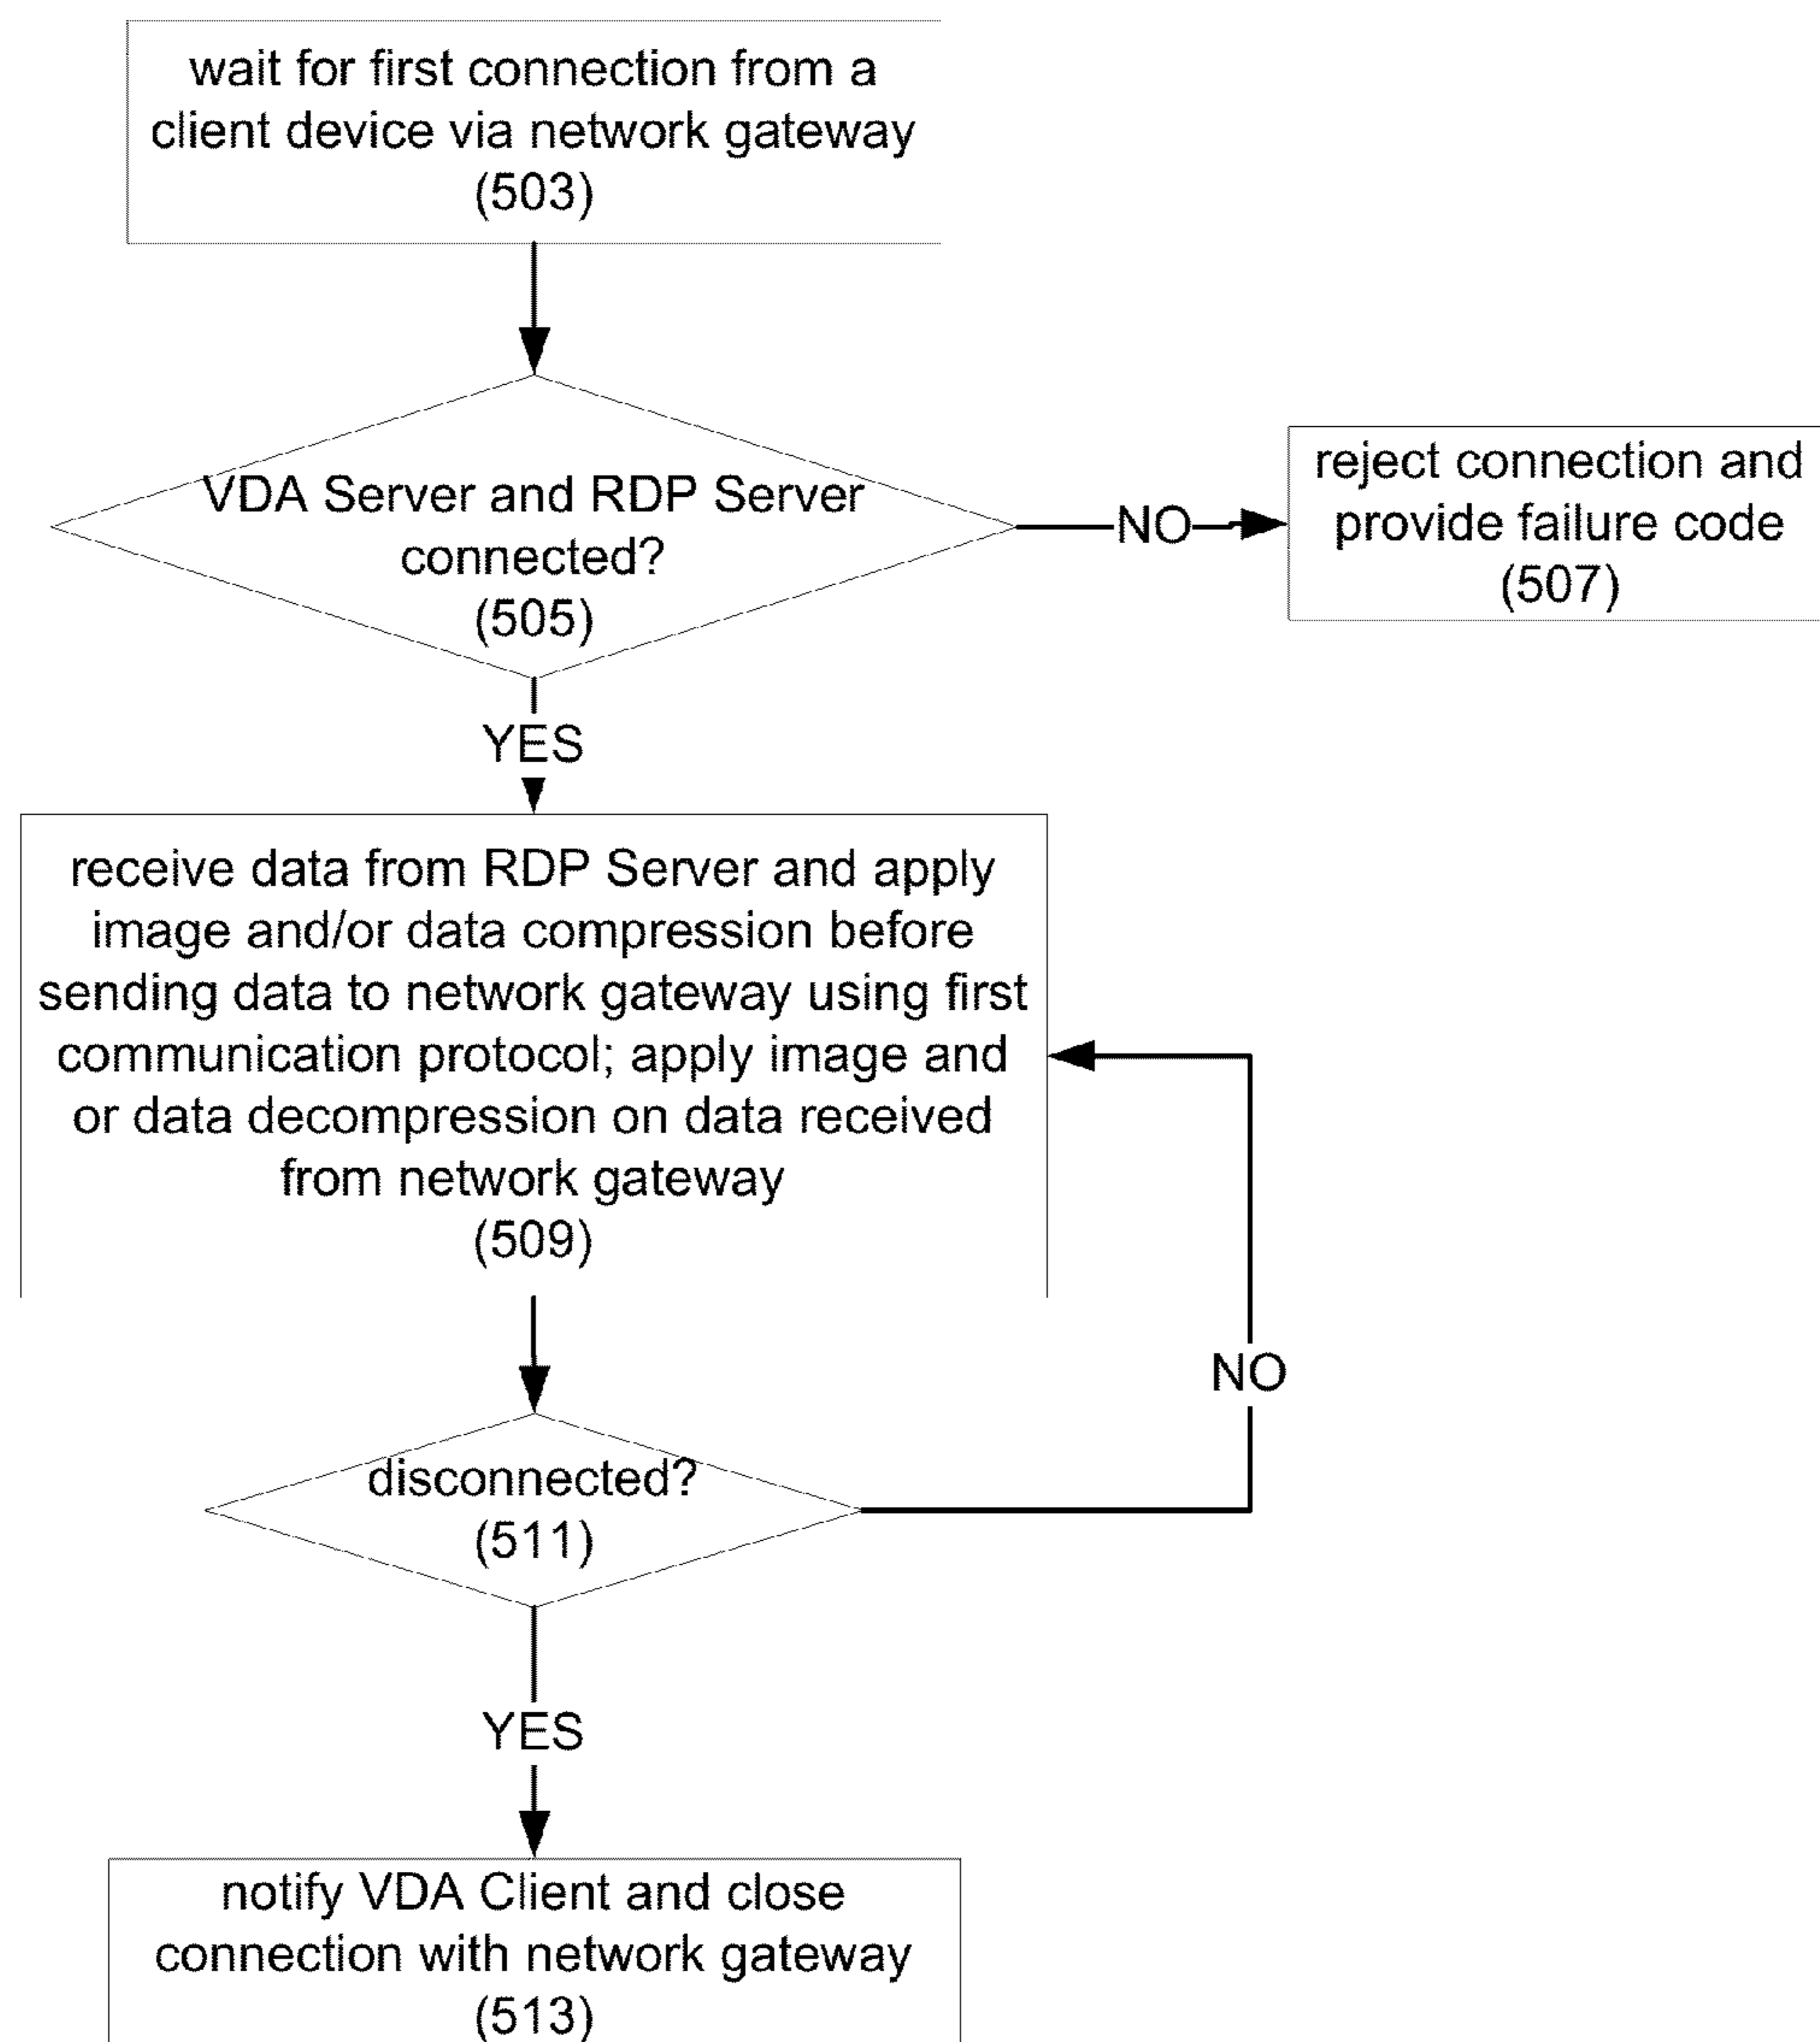 wait for first connection from a
client device via network gateway
(503)
VDA Server and RDP Server
connected?
(505)
NO
reject connection and
provide failure code
(507)
YES
receive data from RDP Server and apply
image and/or data compression before
sending data to network gateway using first
communication protocol; apply image and
or data decompression on data received
from network gateway
(509)
NO
disconnected?
(511)
YES
notify VDA Client and close
connection with network gateway
(513)